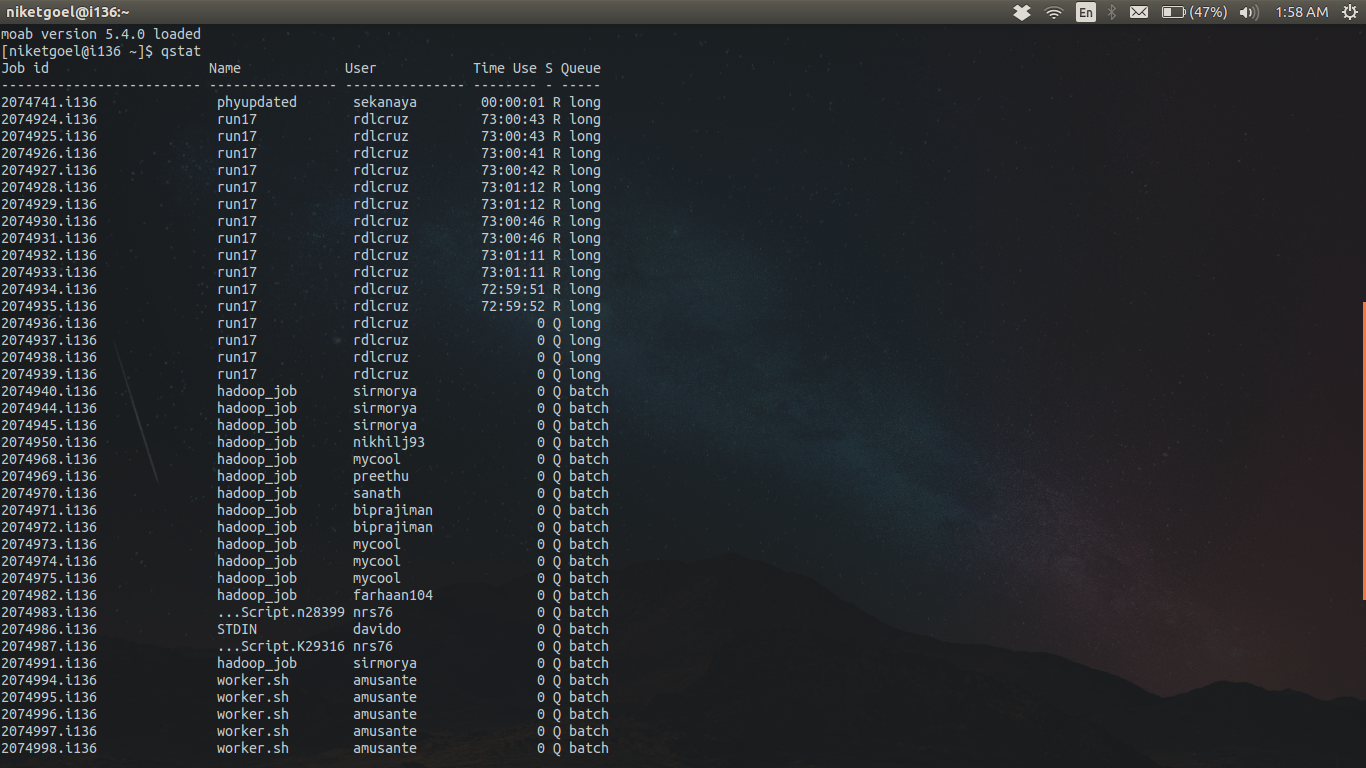 niketgoel@i136:~ En (47%) 1:58 AM
moab version 5.4.0 loaded
[niketgoel@i136 ~]$ qstat
Job id                    Name             User            Time Use S Queue
------------------------- ---------------- --------------- -------- - -----
2074741.i136               phyupdated       sekanaya        00:00:01 R long
2074924.i136               run17            rdlcruz         73:00:43 R long
2074925.i136               run17            rdlcruz         73:00:43 R long
2074926.i136               run17            rdlcruz         73:00:41 R long
2074927.i136               run17            rdlcruz         73:00:42 R long
2074928.i136               run17            rdlcruz         73:01:12 R long
2074929.i136               run17            rdlcruz         73:01:12 R long
2074930.i136               run17            rdlcruz         73:00:46 R long
2074931.i136               run17            rdlcruz         73:00:46 R long
2074932.i136               run17            rdlcruz         73:01:11 R long
2074933.i136               run17            rdlcruz         73:01:11 R long
2074934.i136               run17            rdlcruz         72:59:51 R long
2074935.i136               run17            rdlcruz         72:59:52 R long
2074936.i136               run17            rdlcruz                0 Q long
2074937.i136               run17            rdlcruz                0 Q long
2074938.i136               run17            rdlcruz                0 Q long
2074939.i136               run17            rdlcruz                0 Q long
2074940.i136               hadoop_job       sirmorya               0 Q batch
2074944.i136               hadoop_job       sirmorya               0 Q batch
2074945.i136               hadoop_job       sirmorya               0 Q batch
2074950.i136               hadoop_job       nikhilj93              0 Q batch
2074968.i136               hadoop_job       mycool                 0 Q batch
2074969.i136               hadoop_job       preethu                0 Q batch
2074970.i136               hadoop_job       sanath                 0 Q batch
2074971.i136               hadoop_job       biprajiman             0 Q batch
2074972.i136               hadoop_job       biprajiman             0 Q batch
2074973.i136               hadoop_job       mycool                 0 Q batch
2074974.i136               hadoop_job       mycool                 0 Q batch
2074975.i136               hadoop_job       mycool                 0 Q batch
2074982.i136               hadoop_job       farhaan104             0 Q batch
2074983.i136               ...Script.n28399 nrs76                  0 Q batch
2074986.i136               STDIN            davido                 0 Q batch
2074987.i136               ...Script.K29316 nrs76                  0 Q batch
2074991.i136               hadoop_job       sirmorya               0 Q batch
2074994.i136               worker.sh        amusante               0 Q batch
2074995.i136               worker.sh        amusante               0 Q batch
2074996.i136               worker.sh        amusante               0 Q batch
2074997.i136               worker.sh        amusante               0 Q batch
2074998.i136               worker.sh        amusante               0 Q batch